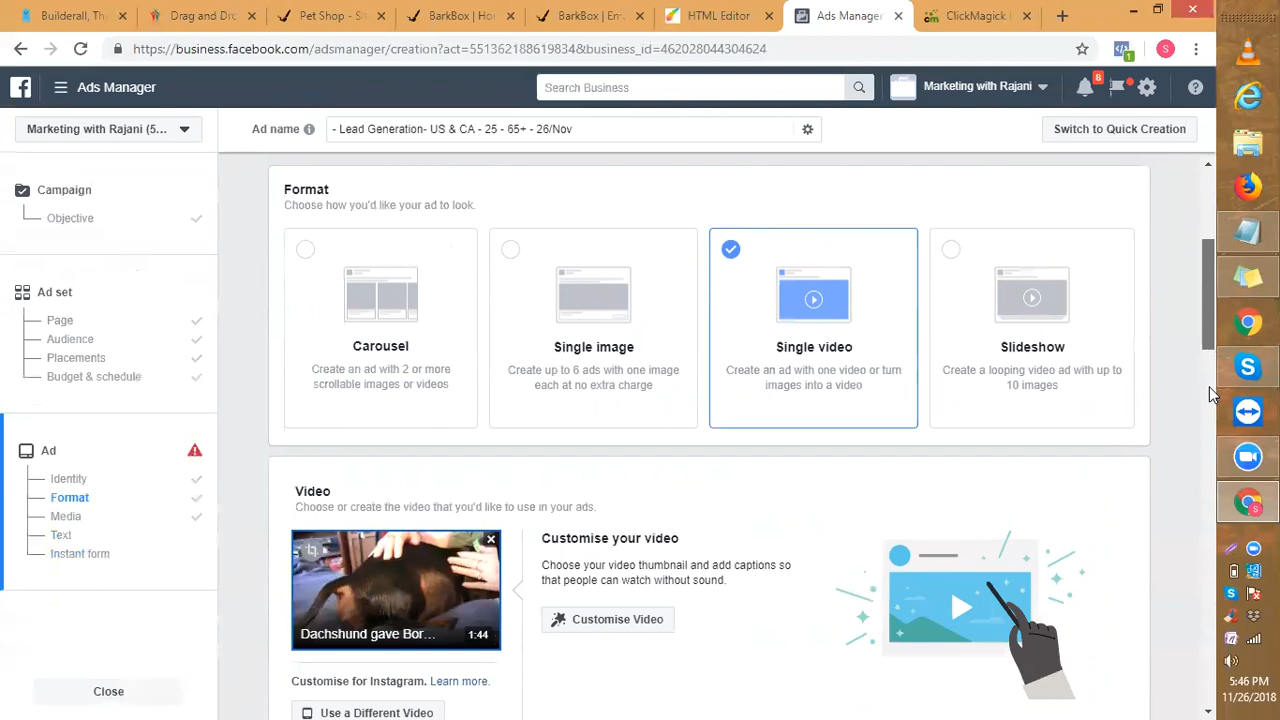 Builderall, Th
Drag and Dro
Pet Shop - Sh
BarkBox | Ho
BarkBox | Em
HTML Editor
Ads Manager
ClickMagick |
https://business.facebook.com/adsmanager/creation?act=551362188619834&business_id=462028044304624
1
S
Ads Manager
Search Business
Marketing with Rajani
8
Marketing with Rajani (5...
Ad name
- Lead Generation- US & CA - 25 - 65+ - 26/Nov
Switch to Quick Creation
Campaign
Objective
Ad set
Page
Audience
Placements
Budget & schedule
Ad
Identity
Format
Media
Text
Instant form
Close
Format
Choose how you'd like your ad to look.
Carousel
Create an ad with 2 or more
scrollable images or videos
Single image
Create up to 6 ads with one image
each at no extra charge
Single video
Create an ad with one video or turn
images into a video
Slideshow
Create a looping video ad with up to
10 images
Video
Choose or create the video that you'd like to use in your ads.
Dachshund gave Bor...
1:44
Customise your video
Choose your video thumbnail and add captions so
that people can watch without sound.
Customise Video
Customise for Instagram. Learn more.
Use a Different Video
5:46 PM
11/26/2018